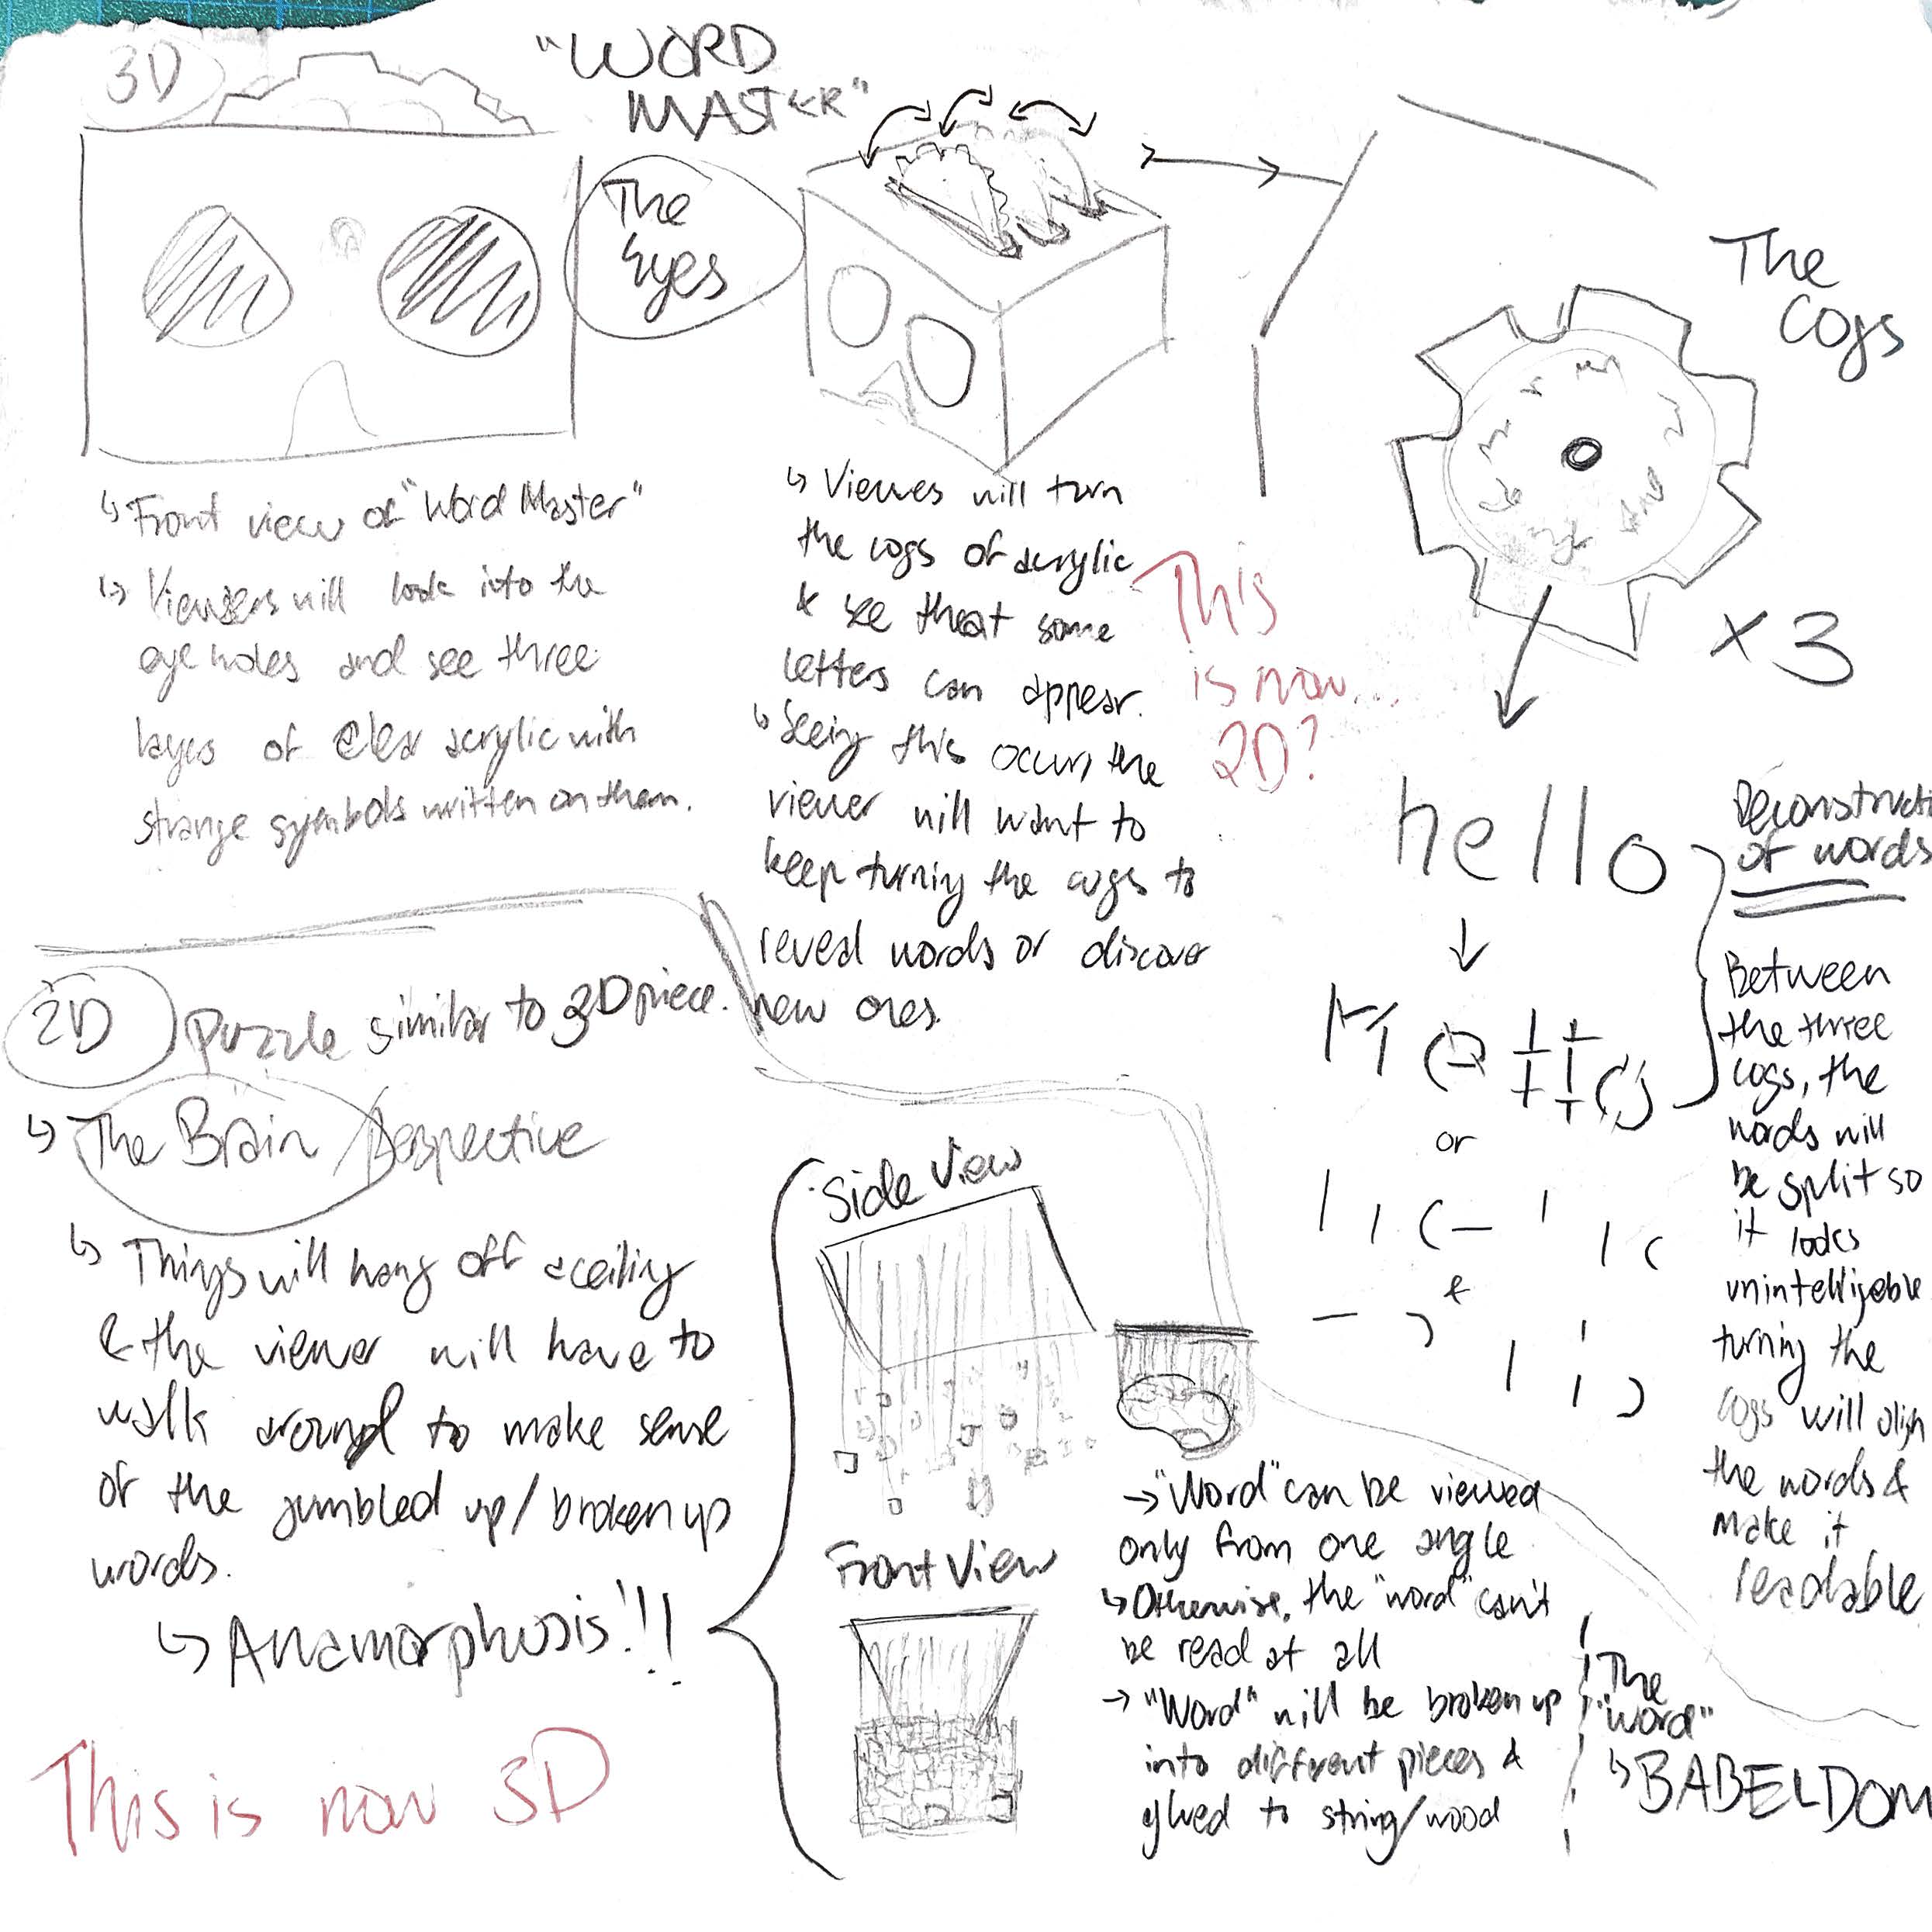 3D
"WORD
MASTER"
The
Eyes
↳ Front view of "Word Master"
↳ Viewers will look into the
eye holes and see three
layers of clear acrylic with
strange symbols written on them.
↳ Viewes will turn
the cogs of acrylic
& see that some
letters can appear.
↳ Seeing this occur, the
viewer will want to
keep turning the cogs to
reveal words or discover
new ones.
This
is now...
2D?
The
Cogs
x 3
hello
or
&
Deconstructi
of words
Between
the three
cogs, the
words will
be split so
it looks
unintelligeble
turning the
cogs will align
the words &
make it
readable
2D Puzzle similar to 3D piece.
↳ The Brain / Perspective
↳ Things will hang off a ceiling
& the viewer will have to
walk around to make sense
of the jumbled up/broken up
words.
↳ Anamorphosis!!!
This is now 3D
Side View
Front View
→ "Word" can be viewed
only from one angle
↳ Otherwise, the "word" can't
be read at all
→ "Word" will be broken up
into different pieces &
glued to string/wood
The
"word"
↳ BABELDOM